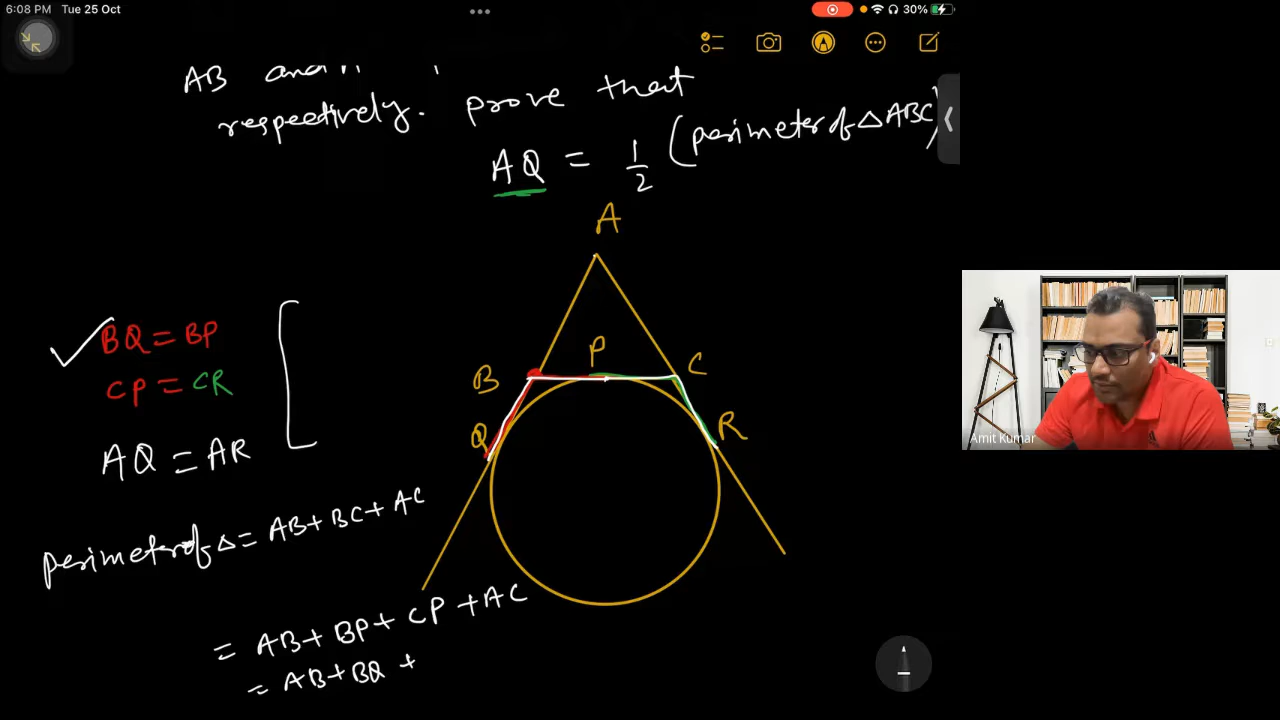 6:08 PM Tue 25 Oct
30%
AB and
respectively. prove that
AQ = 1/2 (perimeter of △ABC)
A
BQ = BP
CP = CR
AQ = AR
B
P
C
Q
R
perimeter of △ = AB + BC + AC
= AB + BP + CP + AC
= AB + BQ +
Amit Kumar